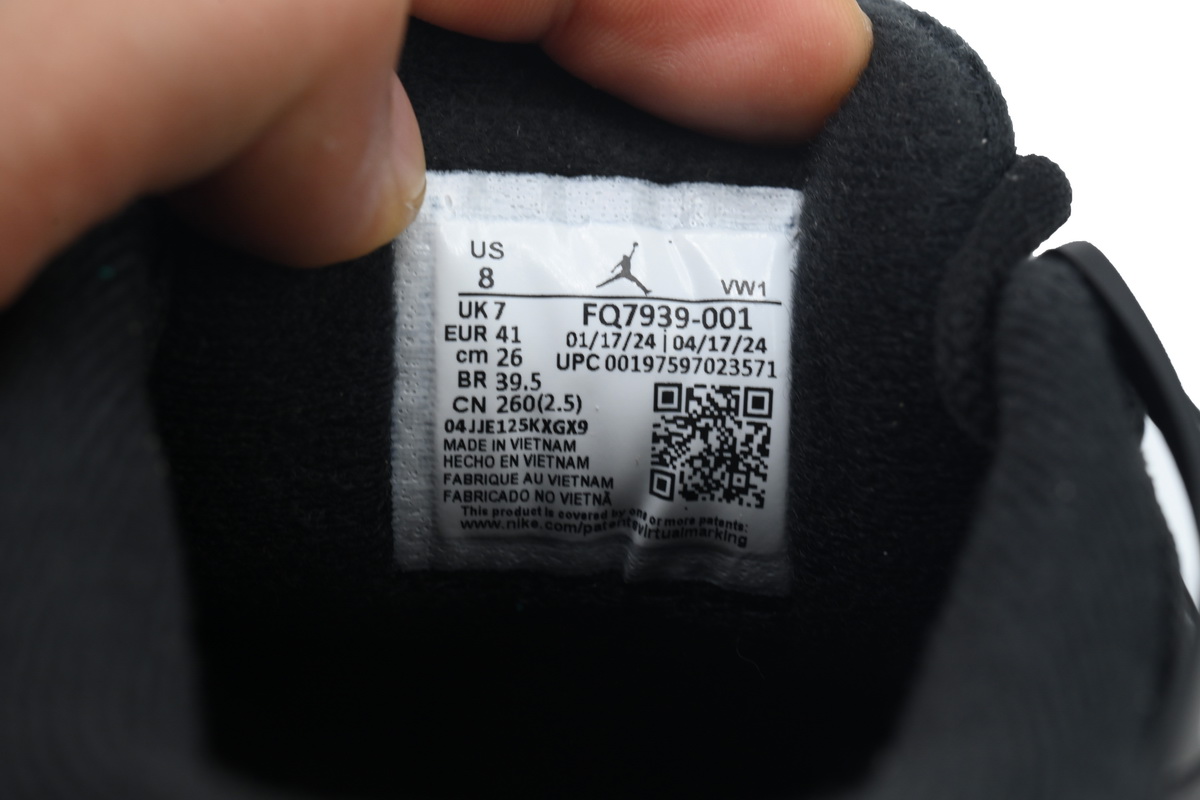 US
8
VW1
UK 7
FQ7939-001
EUR 41
01/17/24 | 04/17/24
cm 26
UPC 00197597023571
BR 39.5
CN 260(2.5)
04JJE125KXGX9
MADE IN VIETNAM
HECHO EN VIETNAM
FABRIQUE AU VIETNAM
FABRICADO NO VIETNÃ
This product is covered by one or more patents:
www.nike.com/patentsvirtualmarking